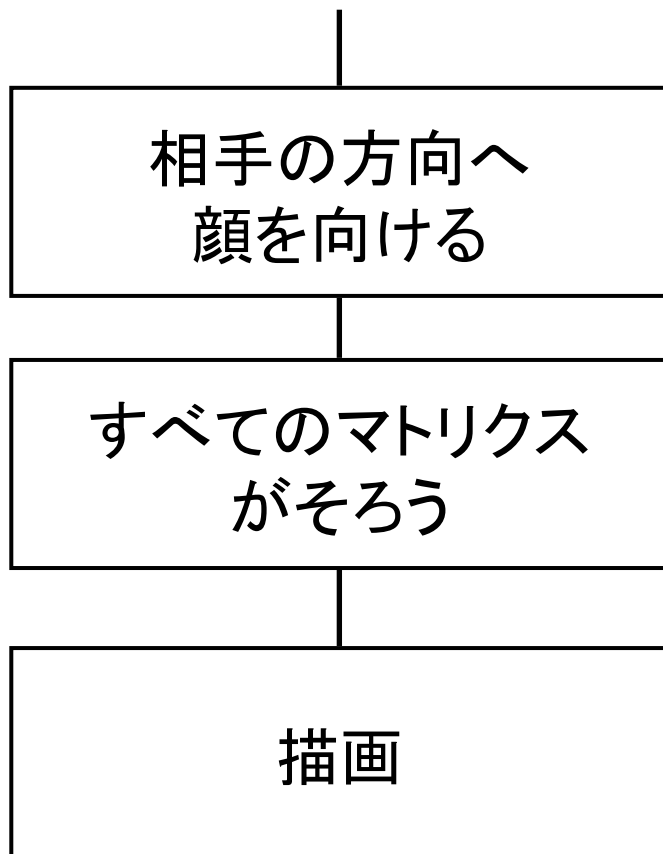 相手の方向へ
顔を向ける
すべてのマトリクス
がそろう
描画